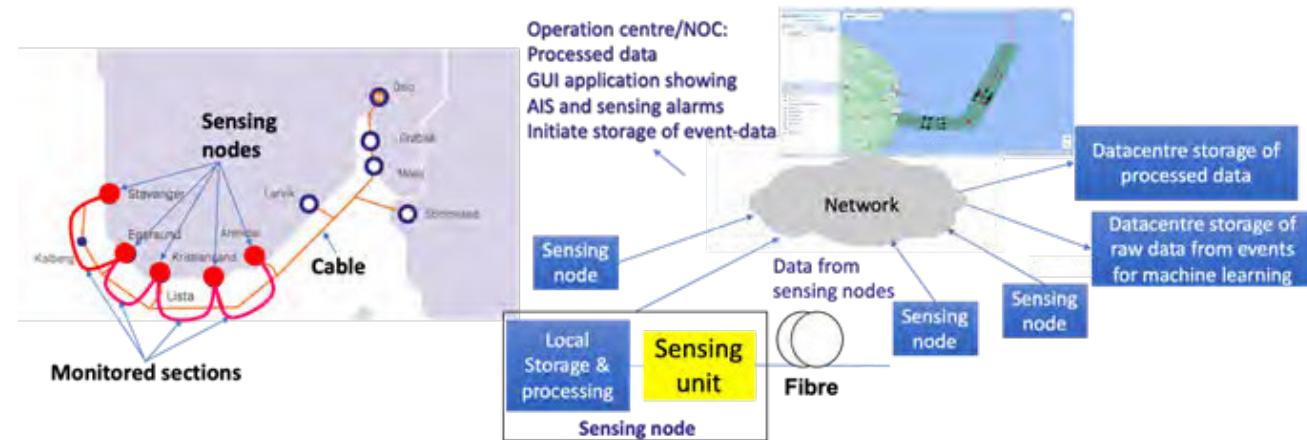 Sensing
nodes
Oslo
Larvik
Stavanger
Egersund
Kristiansand
Arendal
Kalberg
Lista
Cable
Monitored sections
Operation centre/NOC:
Processed data
GUI application showing
AIS and sensing alarms
Initiate storage of event-data
Network
Datacentre storage of
processed data
Datacentre storage of
raw data from events
for machine learning
Sensing
node
Data from
sensing nodes
Sensing
node
Sensing
node
Local
Storage &
processing
Sensing
unit
Fibre
Sensing node